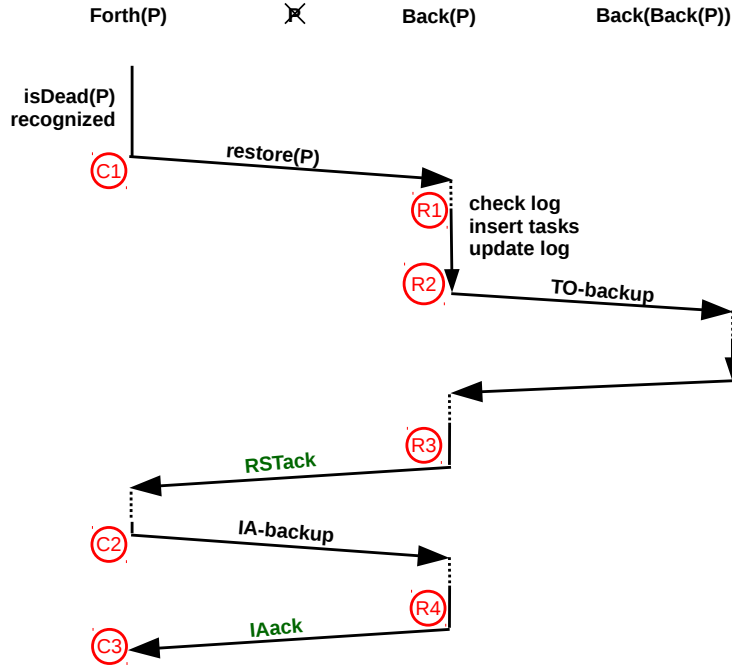 Forth(P) P Back(P) Back(Back(P))
isDead(P)
recognized
C1
restore(P)
R1
check log
insert tasks
update log
R2
TO-backup
R3
RSTack
C2
IA-backup
R4
IAack
C3